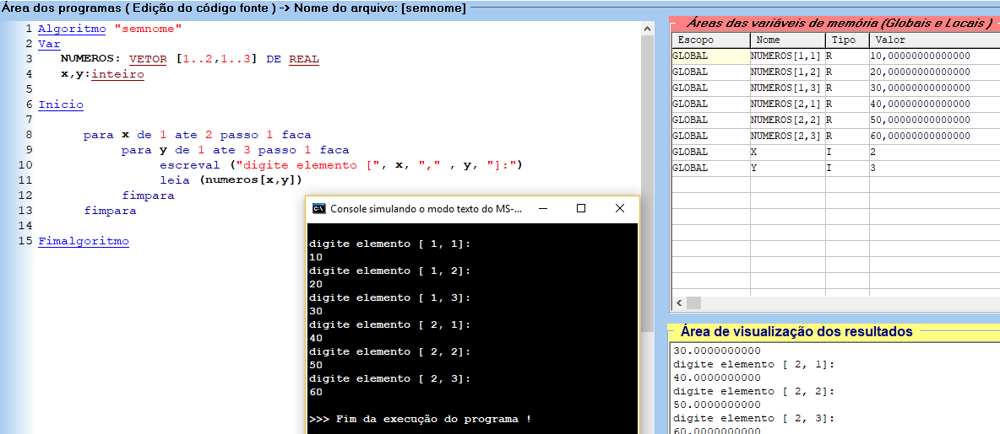 Área dos programas ( Edição do código fonte ) -> Nome do arquivo: [semnome]
1 Algoritmo "semnome"
2 Var
3 NUMEROS: VETOR [1..2,1..3] DE REAL
4 x,y:inteiro
5
6 Inicio
7
8 para x de 1 ate 2 passo 1 faca
9 para y de 1 ate 3 passo 1 faca
10 escreval ("digite elemento [", x, "," , y, "]:")
11 leia (numeros[x,y])
12 fimpara
13 fimpara
14
15 Fimalgoritmo
Console simulando o modo texto do MS-...
digite elemento [ 1, 1]:
10
digite elemento [ 1, 2]:
20
digite elemento [ 1, 3]:
30
digite elemento [ 2, 1]:
40
digite elemento [ 2, 2]:
50
digite elemento [ 2, 3]:
60
>>> Fim da execução do programa !
Áreas das variáveis de memória (Globais e Locais )
Escopo Nome Tipo Valor
GLOBAL NUMEROS[1,1] R 10,00000000000000
GLOBAL NUMEROS[1,2] R 20,00000000000000
GLOBAL NUMEROS[1,3] R 30,00000000000000
GLOBAL NUMEROS[2,1] R 40,00000000000000
GLOBAL NUMEROS[2,2] R 50,00000000000000
GLOBAL NUMEROS[2,3] R 60,00000000000000
GLOBAL X I 2
GLOBAL Y I 3
Área de visualização dos resultados
30.0000000000
digite elemento [ 2, 1]:
40.0000000000
digite elemento [ 2, 2]:
50.0000000000
digite elemento [ 2, 3]:
60.0000000000